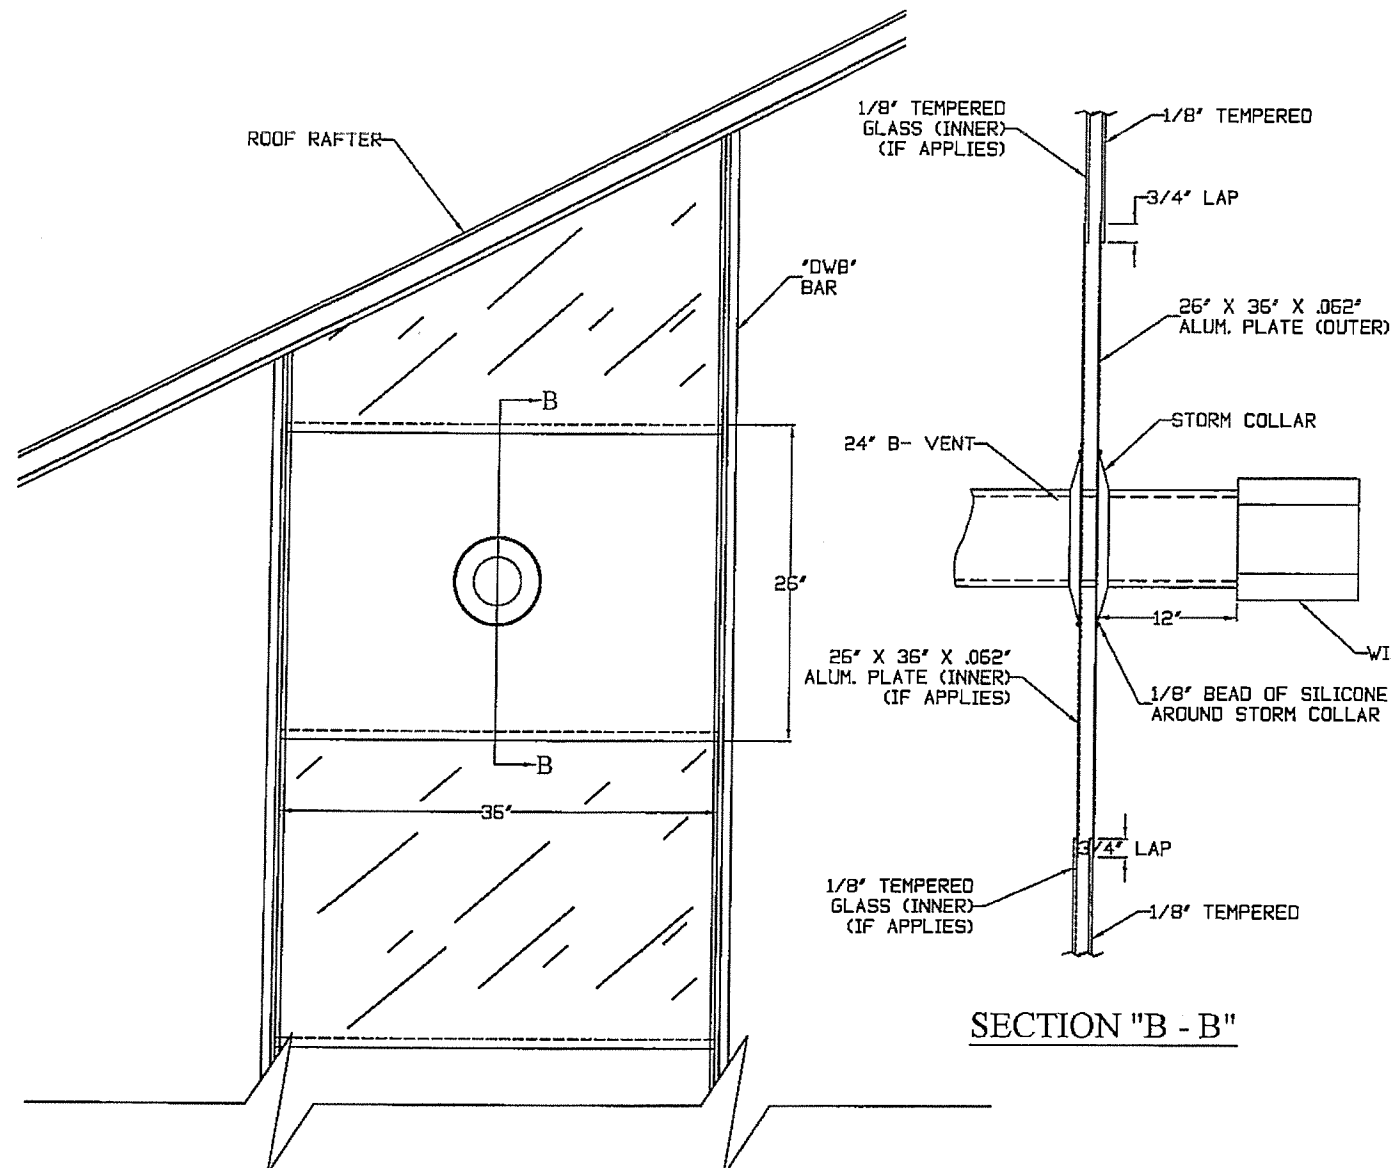 ROOF RAFTER
"DWB"
BAR
B
26"
B
36"
1/8" TEMPERED
GLASS (INNER)
(IF APPLIES)
1/8" TEMPERED
3/4" LAP
26" X 36" X .062"
ALUM. PLATE (OUTER)
STORM COLLAR
24" B- VENT
12"
WI
26" X 36" X .062"
ALUM. PLATE (INNER)
(IF APPLIES)
1/8" BEAD OF SILICONE
AROUND STORM COLLAR
3/4" LAP
1/8" TEMPERED
GLASS (INNER)
(IF APPLIES)
1/8" TEMPERED
SECTION "B - B"